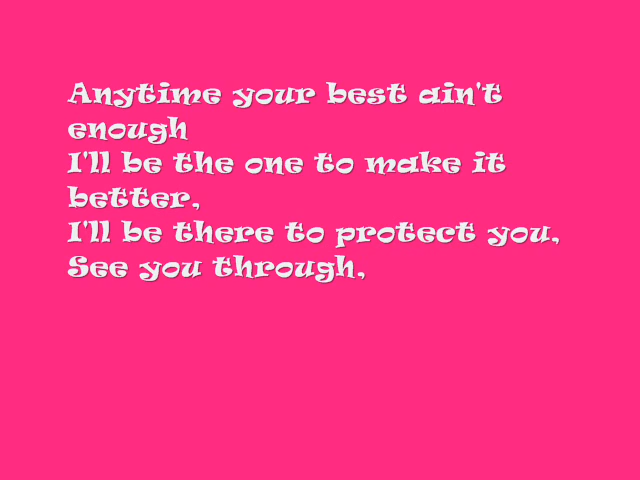 Anytime your best ain't
enough
I'll be the one to make it
better,
I'll be there to protect you,
See you through,